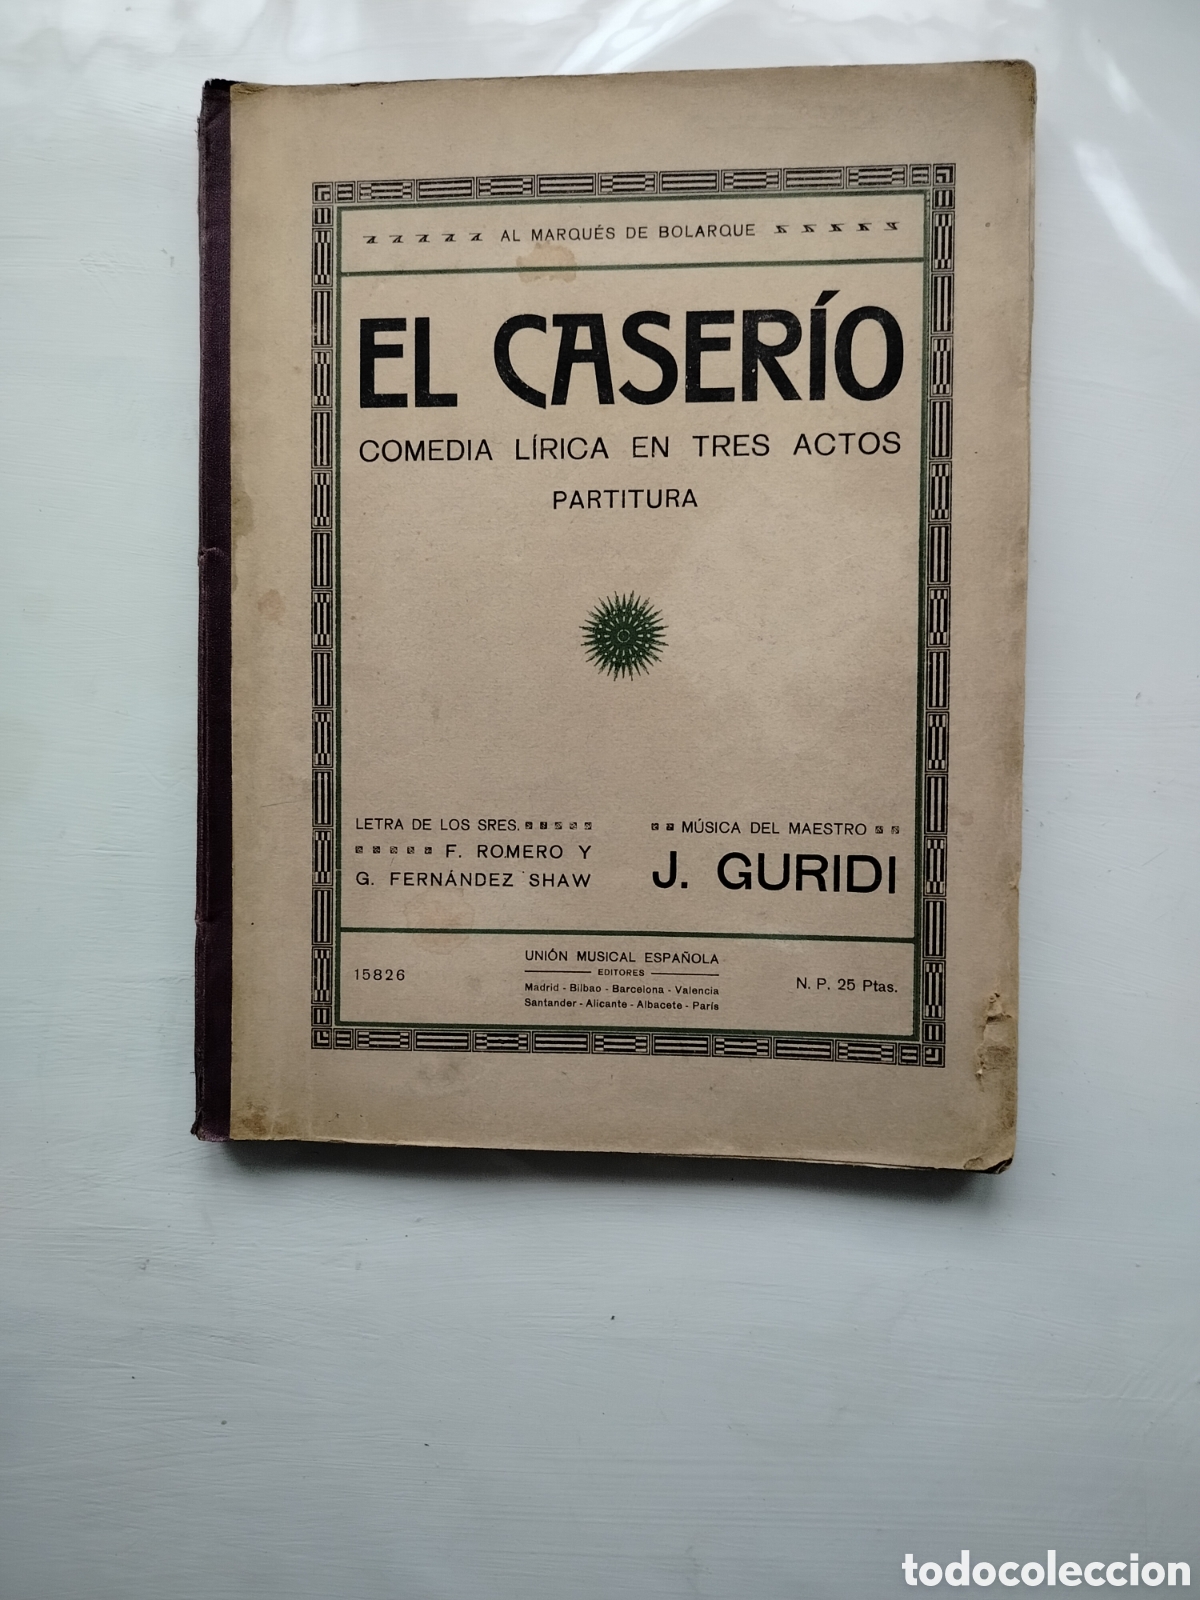 AL MARQUÉS DE BOLARQUE
EL CASERÍO
COMEDIA LÍRICA EN TRES ACTOS
PARTITURA
LETRA DE LOS SRES.
F. ROMERO Y
G. FERNÁNDEZ SHAW
MÚSICA DEL MAESTRO
J. GURIDI
15826
UNIÓN MUSICAL ESPAÑOLA
EDITORES
Madrid - Bilbao - Barcelona - Valencia
Santander - Alicante - Albacete - París
N. P. 25 Ptas.
todocoleccion
todocoleccion